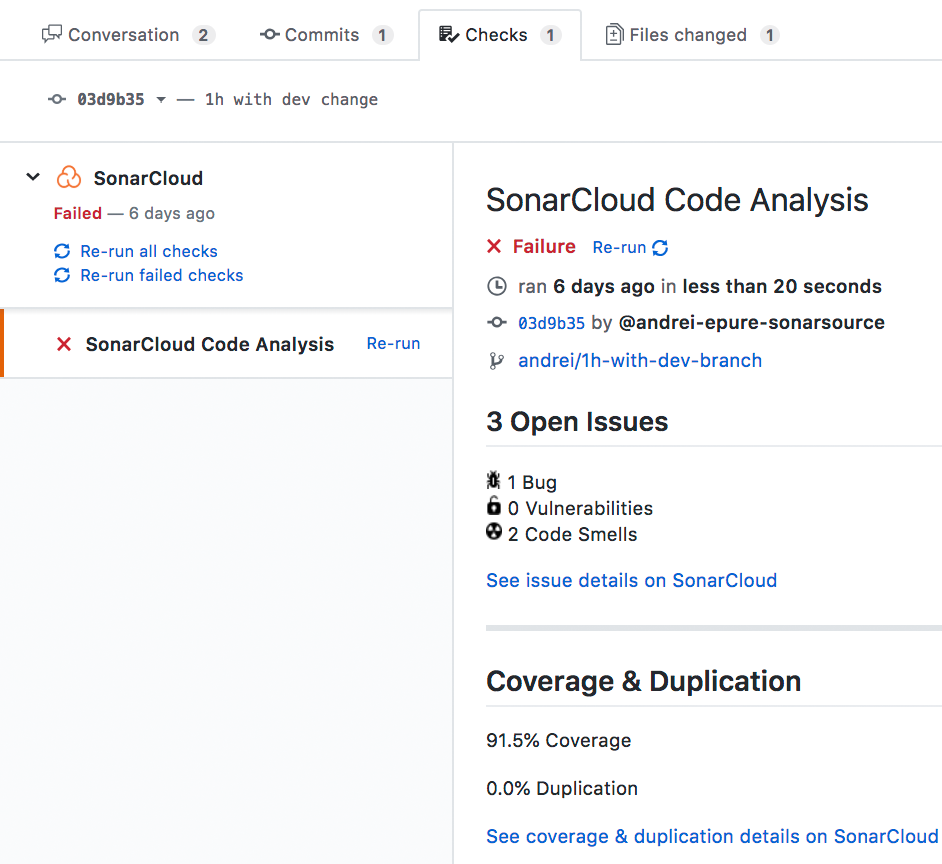 Conversation 2 Commits 1 Checks 1 Files changed 1
03d9b35 — 1h with dev change
SonarCloud
Failed — 6 days ago
Re-run all checks
Re-run failed checks
SonarCloud Code Analysis Re-run
SonarCloud Code Analysis
Failure Re-run
ran 6 days ago in less than 20 seconds
03d9b35 by @andrei-epure-sonarsource
andrei/1h-with-dev-branch
3 Open Issues
1 Bug
0 Vulnerabilities
2 Code Smells
See issue details on SonarCloud
Coverage & Duplication
91.5% Coverage
0.0% Duplication
See coverage & duplication details on SonarCloud